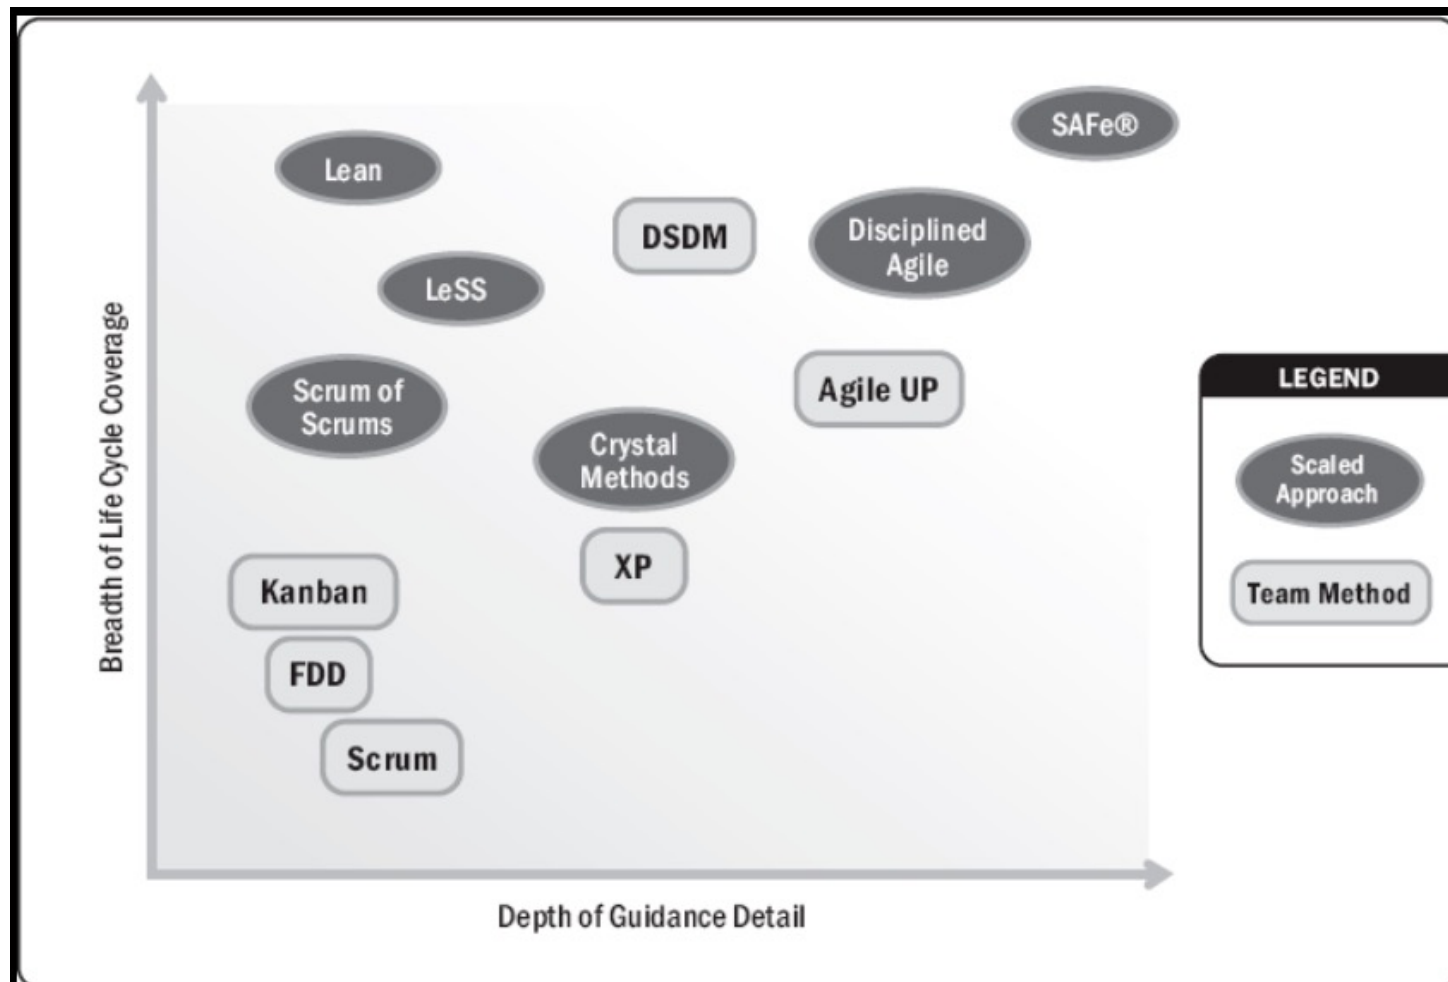 SAFe®
Lean
DSDM
Disciplined
Agile
LeSS
Scrum of
Scrums
Agile UP
Crystal
Methods
XP
Kanban
FDD
Scrum
Breadth of Life Cycle Coverage
Depth of Guidance Detail
LEGEND
Scaled
Approach
Team Method